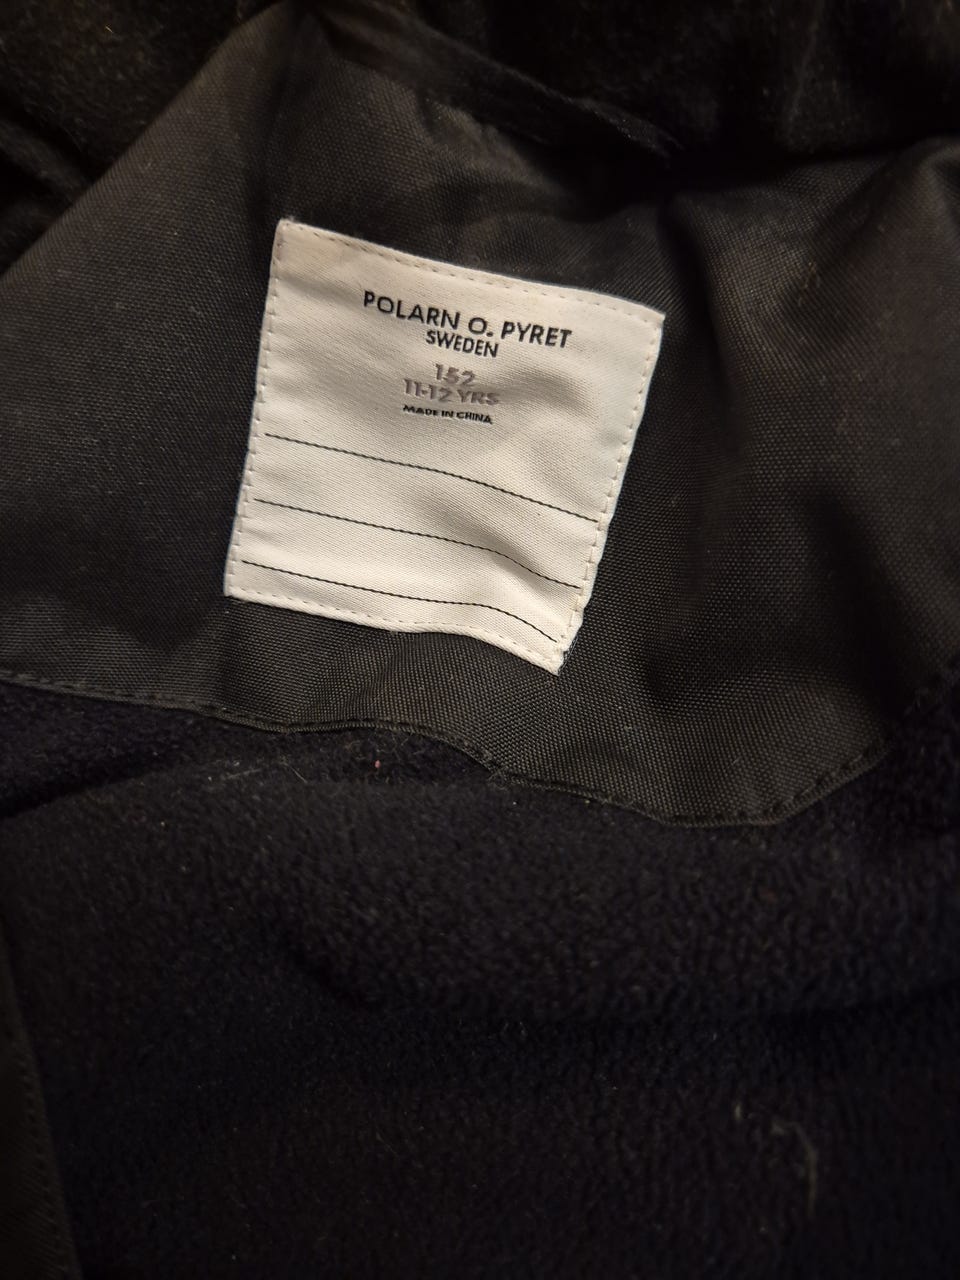 POLARN O. PYRET
SWEDEN
152
11-12 YRS
MADE IN CHINA